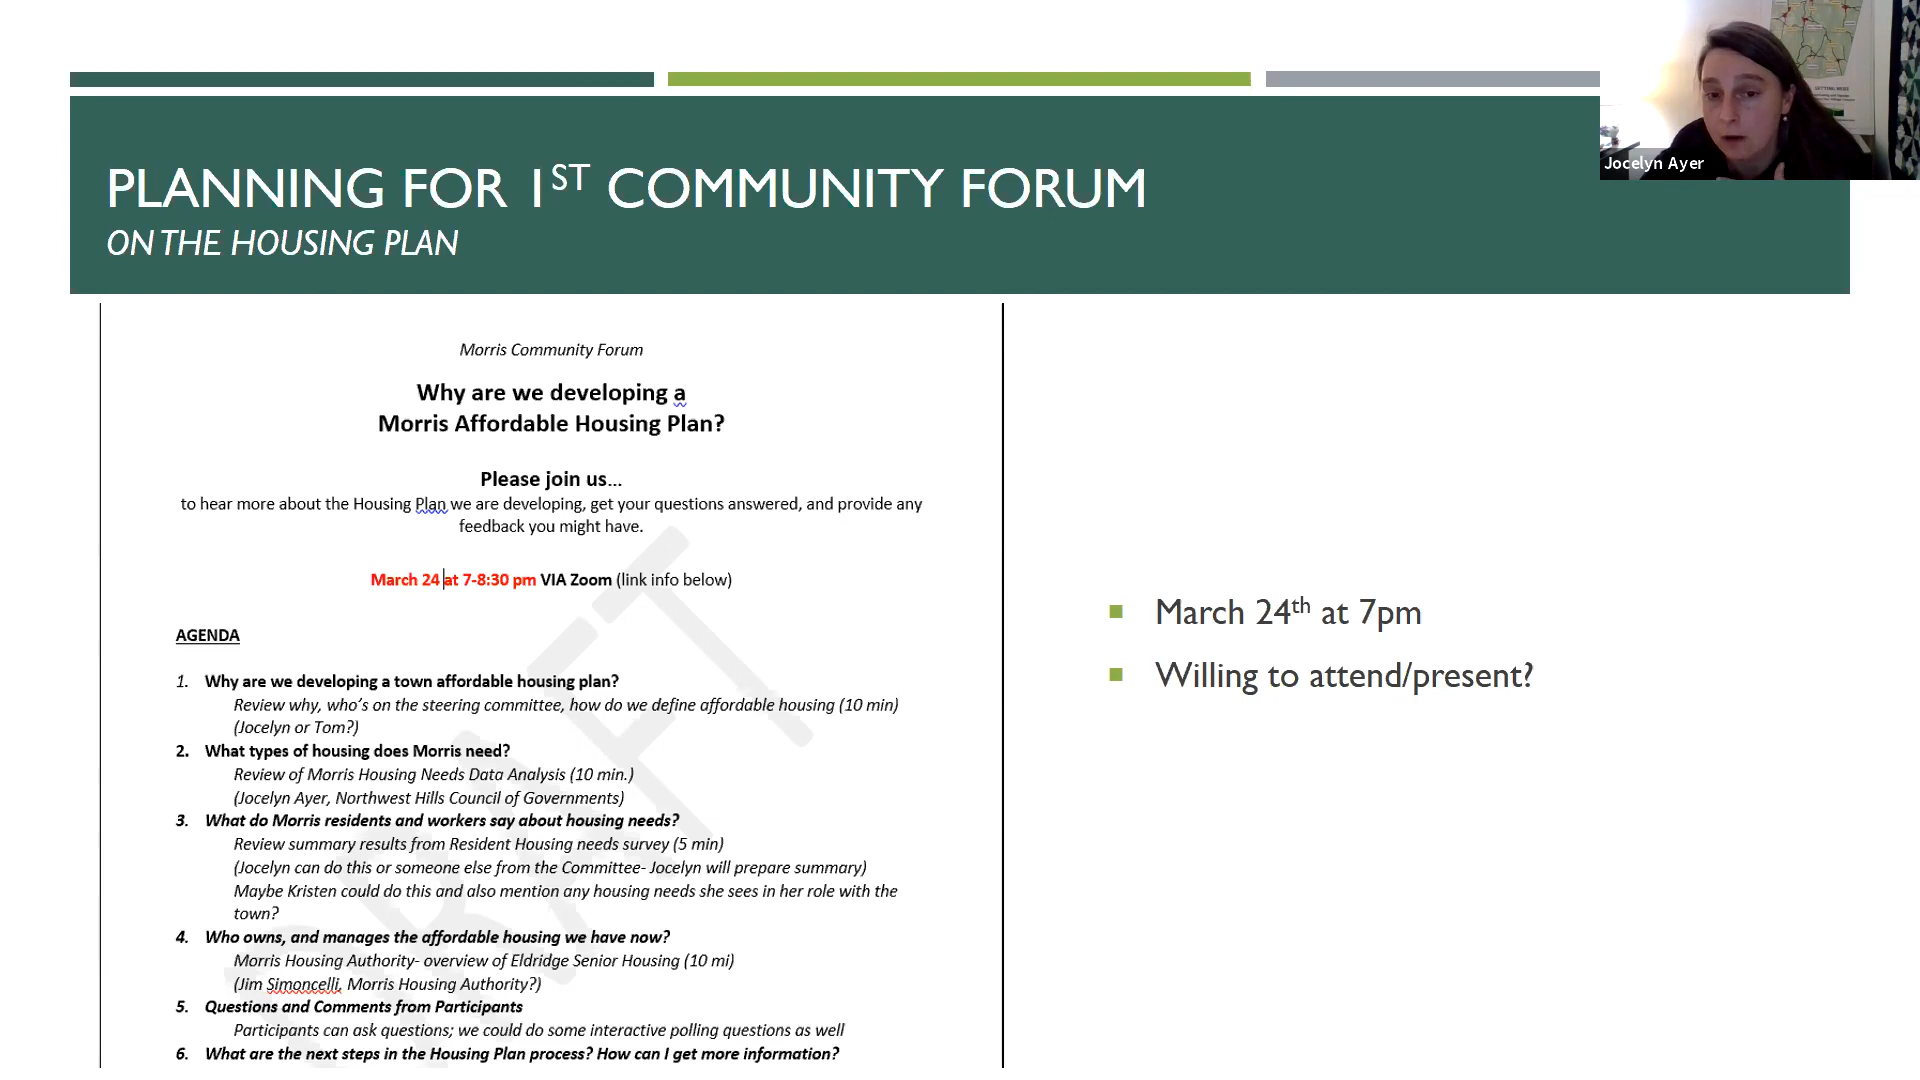 PLANNING FOR 1ST COMMUNITY FORUM
ON THE HOUSING PLAN
Jocelyn Ayer
Morris Community Forum
Why are we developing a
Morris Affordable Housing Plan?
Please join us...
to hear more about the Housing Plan we are developing, get your questions answered, and provide any
feedback you might have.
March 24 at 7-8:30 pm VIA Zoom (link info below)
AGENDA
1. Why are we developing a town affordable housing plan?
Review why, who's on the steering committee, how do we define affordable housing (10 min)
(Jocelyn or Tom?)
2. What types of housing does Morris need?
Review of Morris Housing Needs Data Analysis (10 min.)
(Jocelyn Ayer, Northwest Hills Council of Governments)
3. What do Morris residents and workers say about housing needs?
Review summary results from Resident Housing needs survey (5 min)
(Jocelyn can do this or someone else from the Committee- Jocelyn will prepare summary)
Maybe Kristen could do this and also mention any housing needs she sees in her role with the
town?
4. Who owns, and manages the affordable housing we have now?
Morris Housing Authority- overview of Eldridge Senior Housing (10 mi)
(Jim Simoncelli, Morris Housing Authority?)
5. Questions and Comments from Participants
Participants can ask questions; we could do some interactive polling questions as well
6. What are the next steps in the Housing Plan process? How can I get more information?
DRAFT
March 24th at 7pm
Willing to attend/present?